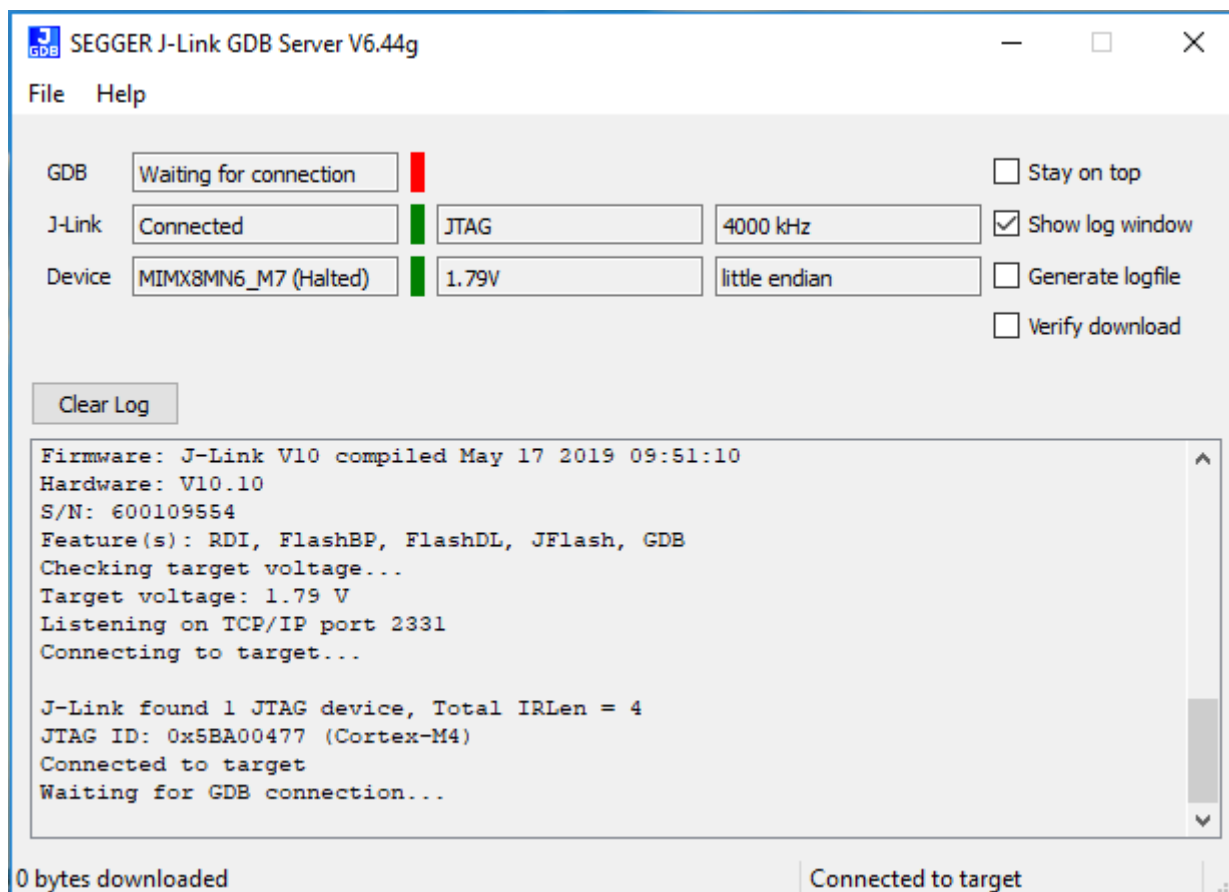 J
GDB
SEGGER J-Link GDB Server V6.44g
File Help
GDB Waiting for connection Stay on top
J-Link Connected JTAG 4000 kHz Show log window
Device MIMX8MN6_M7 (Halted) 1.79V little endian Generate logfile
Verify download
Clear Log
Firmware: J-Link V10 compiled May 17 2019 09:51:10
Hardware: V10.10
S/N: 600109554
Feature(s): RDI, FlashBP, FlashDL, JFlash, GDB
Checking target voltage...
Target voltage: 1.79 V
Listening on TCP/IP port 2331
Connecting to target...
J-Link found 1 JTAG device, Total IRLen = 4
JTAG ID: 0x5BA00477 (Cortex-M4)
Connected to target
Waiting for GDB connection...
0 bytes downloaded Connected to target